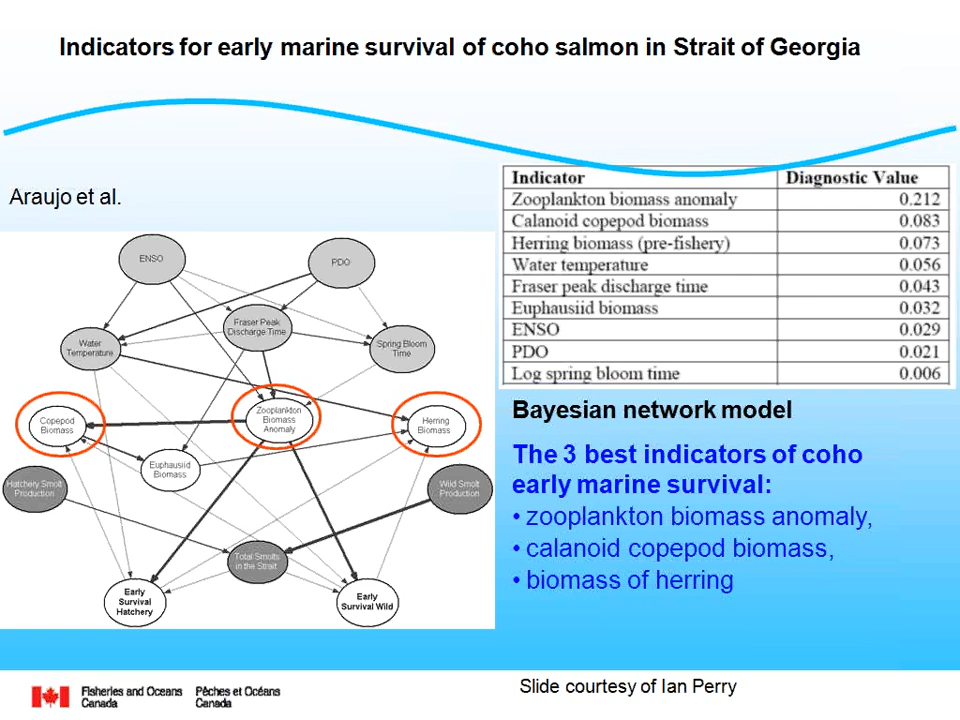 Indicators for early marine survival of coho salmon in Strait of Georgia
Araujo et al.
Indicator Diagnostic Value
Zooplankton biomass anomaly 0.212
Calanoid copepod biomass 0.083
Herring biomass (pre-fishery) 0.073
Water temperature 0.056
Fraser peak discharge time 0.043
Euphausiid biomass 0.032
ENSO 0.029
PDO 0.021
Log spring bloom time 0.006
ENSO
PDO
Fraser Peak
Discharge Time
Water
Temperature
Spring Bloom
Time
Copepod
Biomass
Zooplankton
Biomass
Anomaly
Herring
Biomass
Euphausiid
Biomass
Hatchery Smolt
Production
Wild Smolt
Production
Total Smolts
in the Strait
Early
Survival
Hatchery
Early
Survival Wild
Bayesian network model
The 3 best indicators of coho
early marine survival:
• zooplankton biomass anomaly,
• calanoid copepod biomass,
• biomass of herring
Fisheries and Oceans Pêches et Océans
Canada Canada
Slide courtesy of Ian Perry